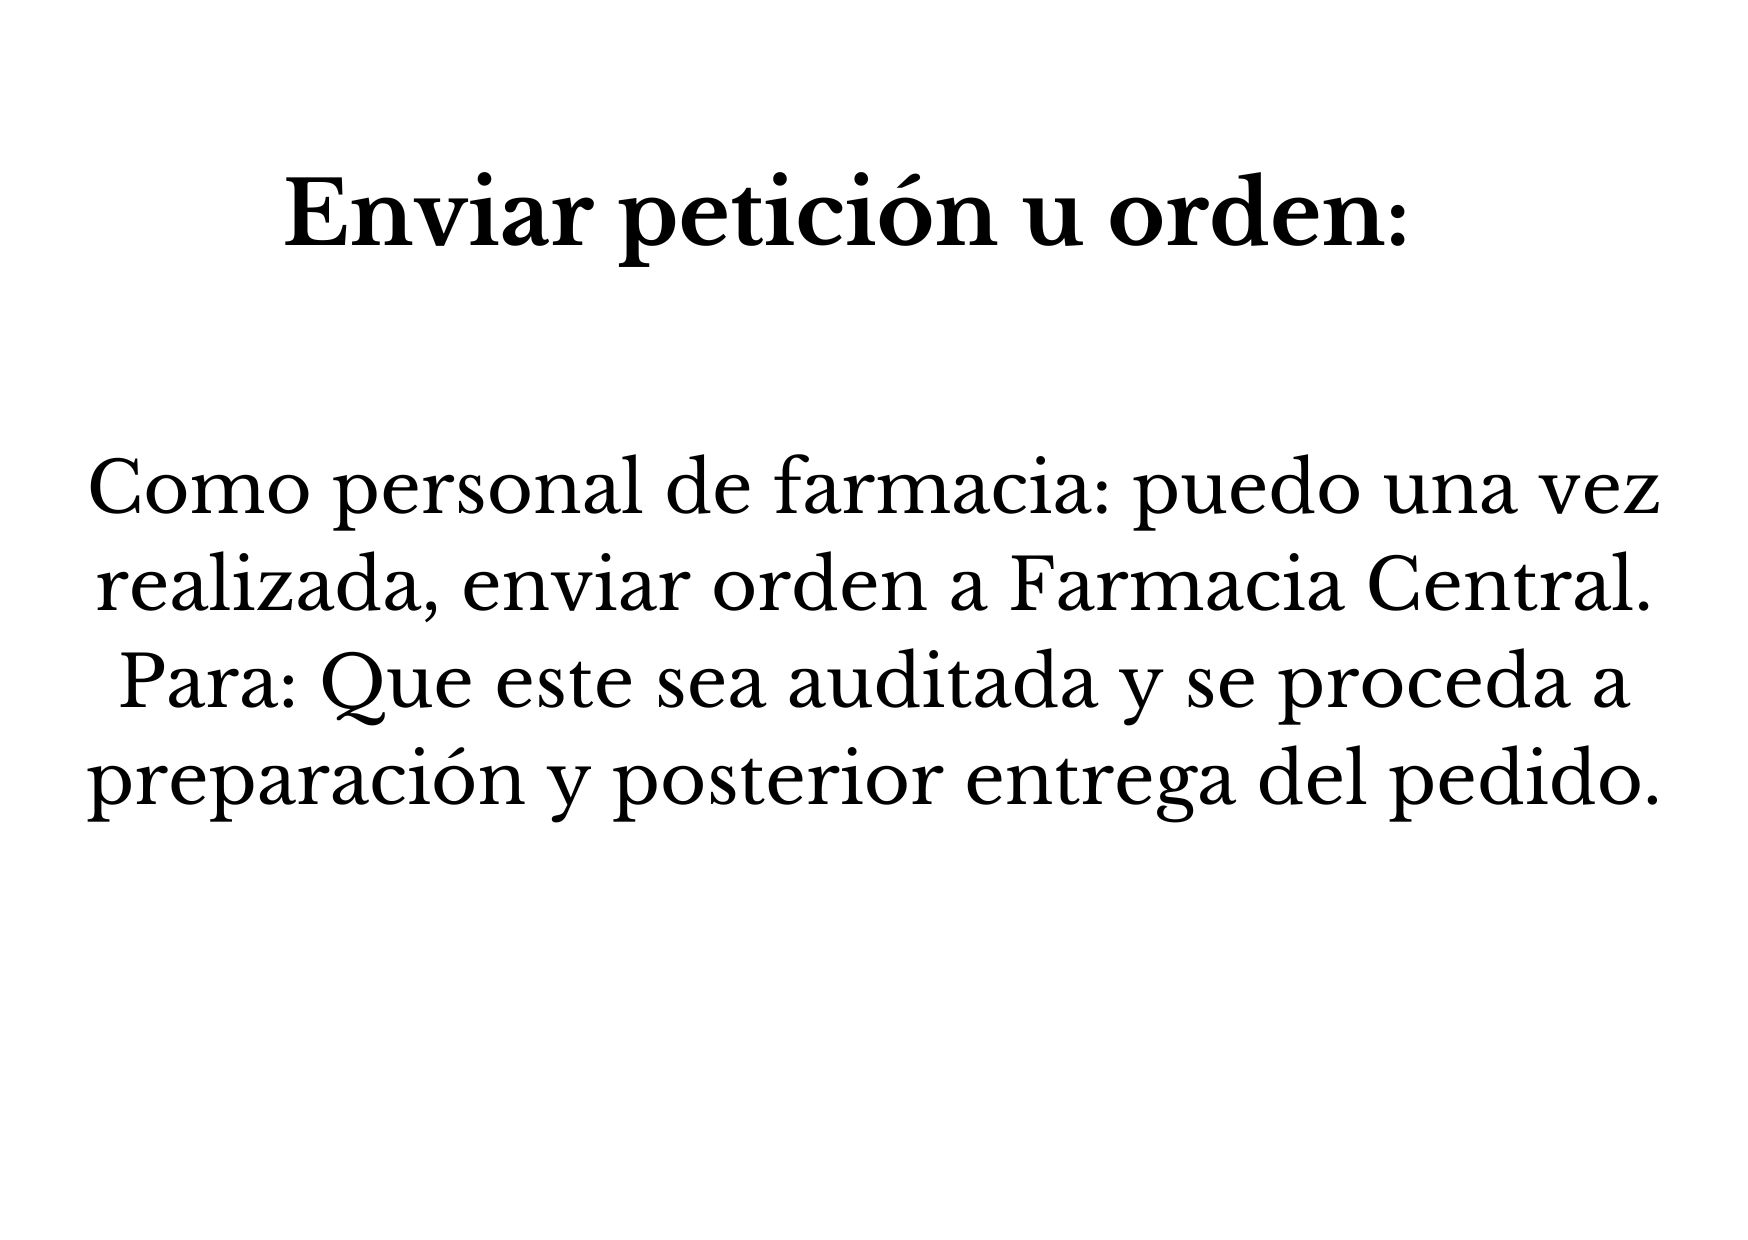 Enviar petición u orden:
Como personal de farmacia: puedo una vez
realizada, enviar orden a Farmacia Central.
Para: Que este sea auditada y se proceda a
preparación y posterior entrega del pedido.